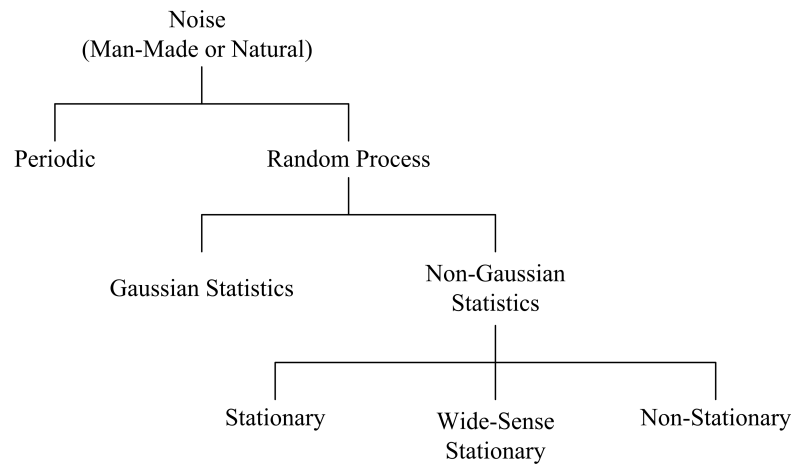 Noise
(Man-Made or Natural)
Periodic
Random Process
Gaussian Statistics
Non-Gaussian
Statistics
Stationary
Wide-Sense
Stationary
Non-Stationary